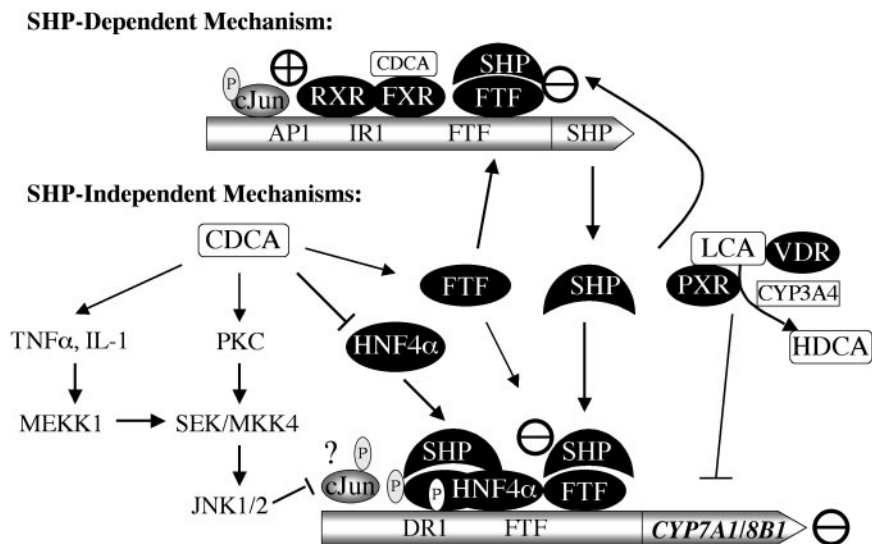 SHP-Dependent Mechanism:
P
cJun
⊕
RXR
CDCA
FXR
SHP
FTF
⊖
AP1 IR1 FTF SHP
SHP-Independent Mechanisms:
CDCA
FTF
SHP
LCA
VDR
PXR
CYP3A4
HDCA
TNFα, IL-1
PKC
HNF4α
MEKK1
SEK/MKK4
JNK1/2
?
P
cJun
P
SHP
P
HNF4α
⊖
SHP
FTF
DR1 FTF CYP7A1/8B1
⊖